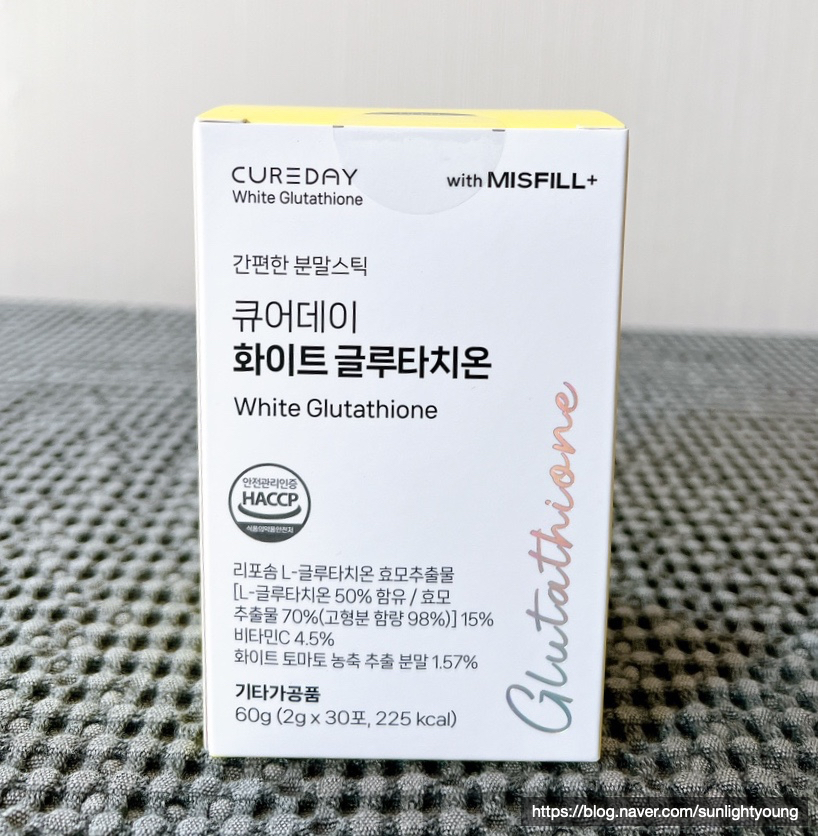 CUREDAY
White Glutathione
with MISFILL+
간편한 분말스틱
큐어데이
화이트 글루타치온
White Glutathione
안전관리인증
HACCP
식품의약품안전처
리포솜 L-글루타치온 효모추출물
[L-글루타치온 50% 함유 / 효모
추출물 70%(고형분 함량 98%)] 15%
비타민C 4.5%
화이트 토마토 농축 추출 분말 1.57%
기타가공품
60g (2g x 30포, 225 kcal)
Glutathione
https://blog.naver.com/sunlightyoung